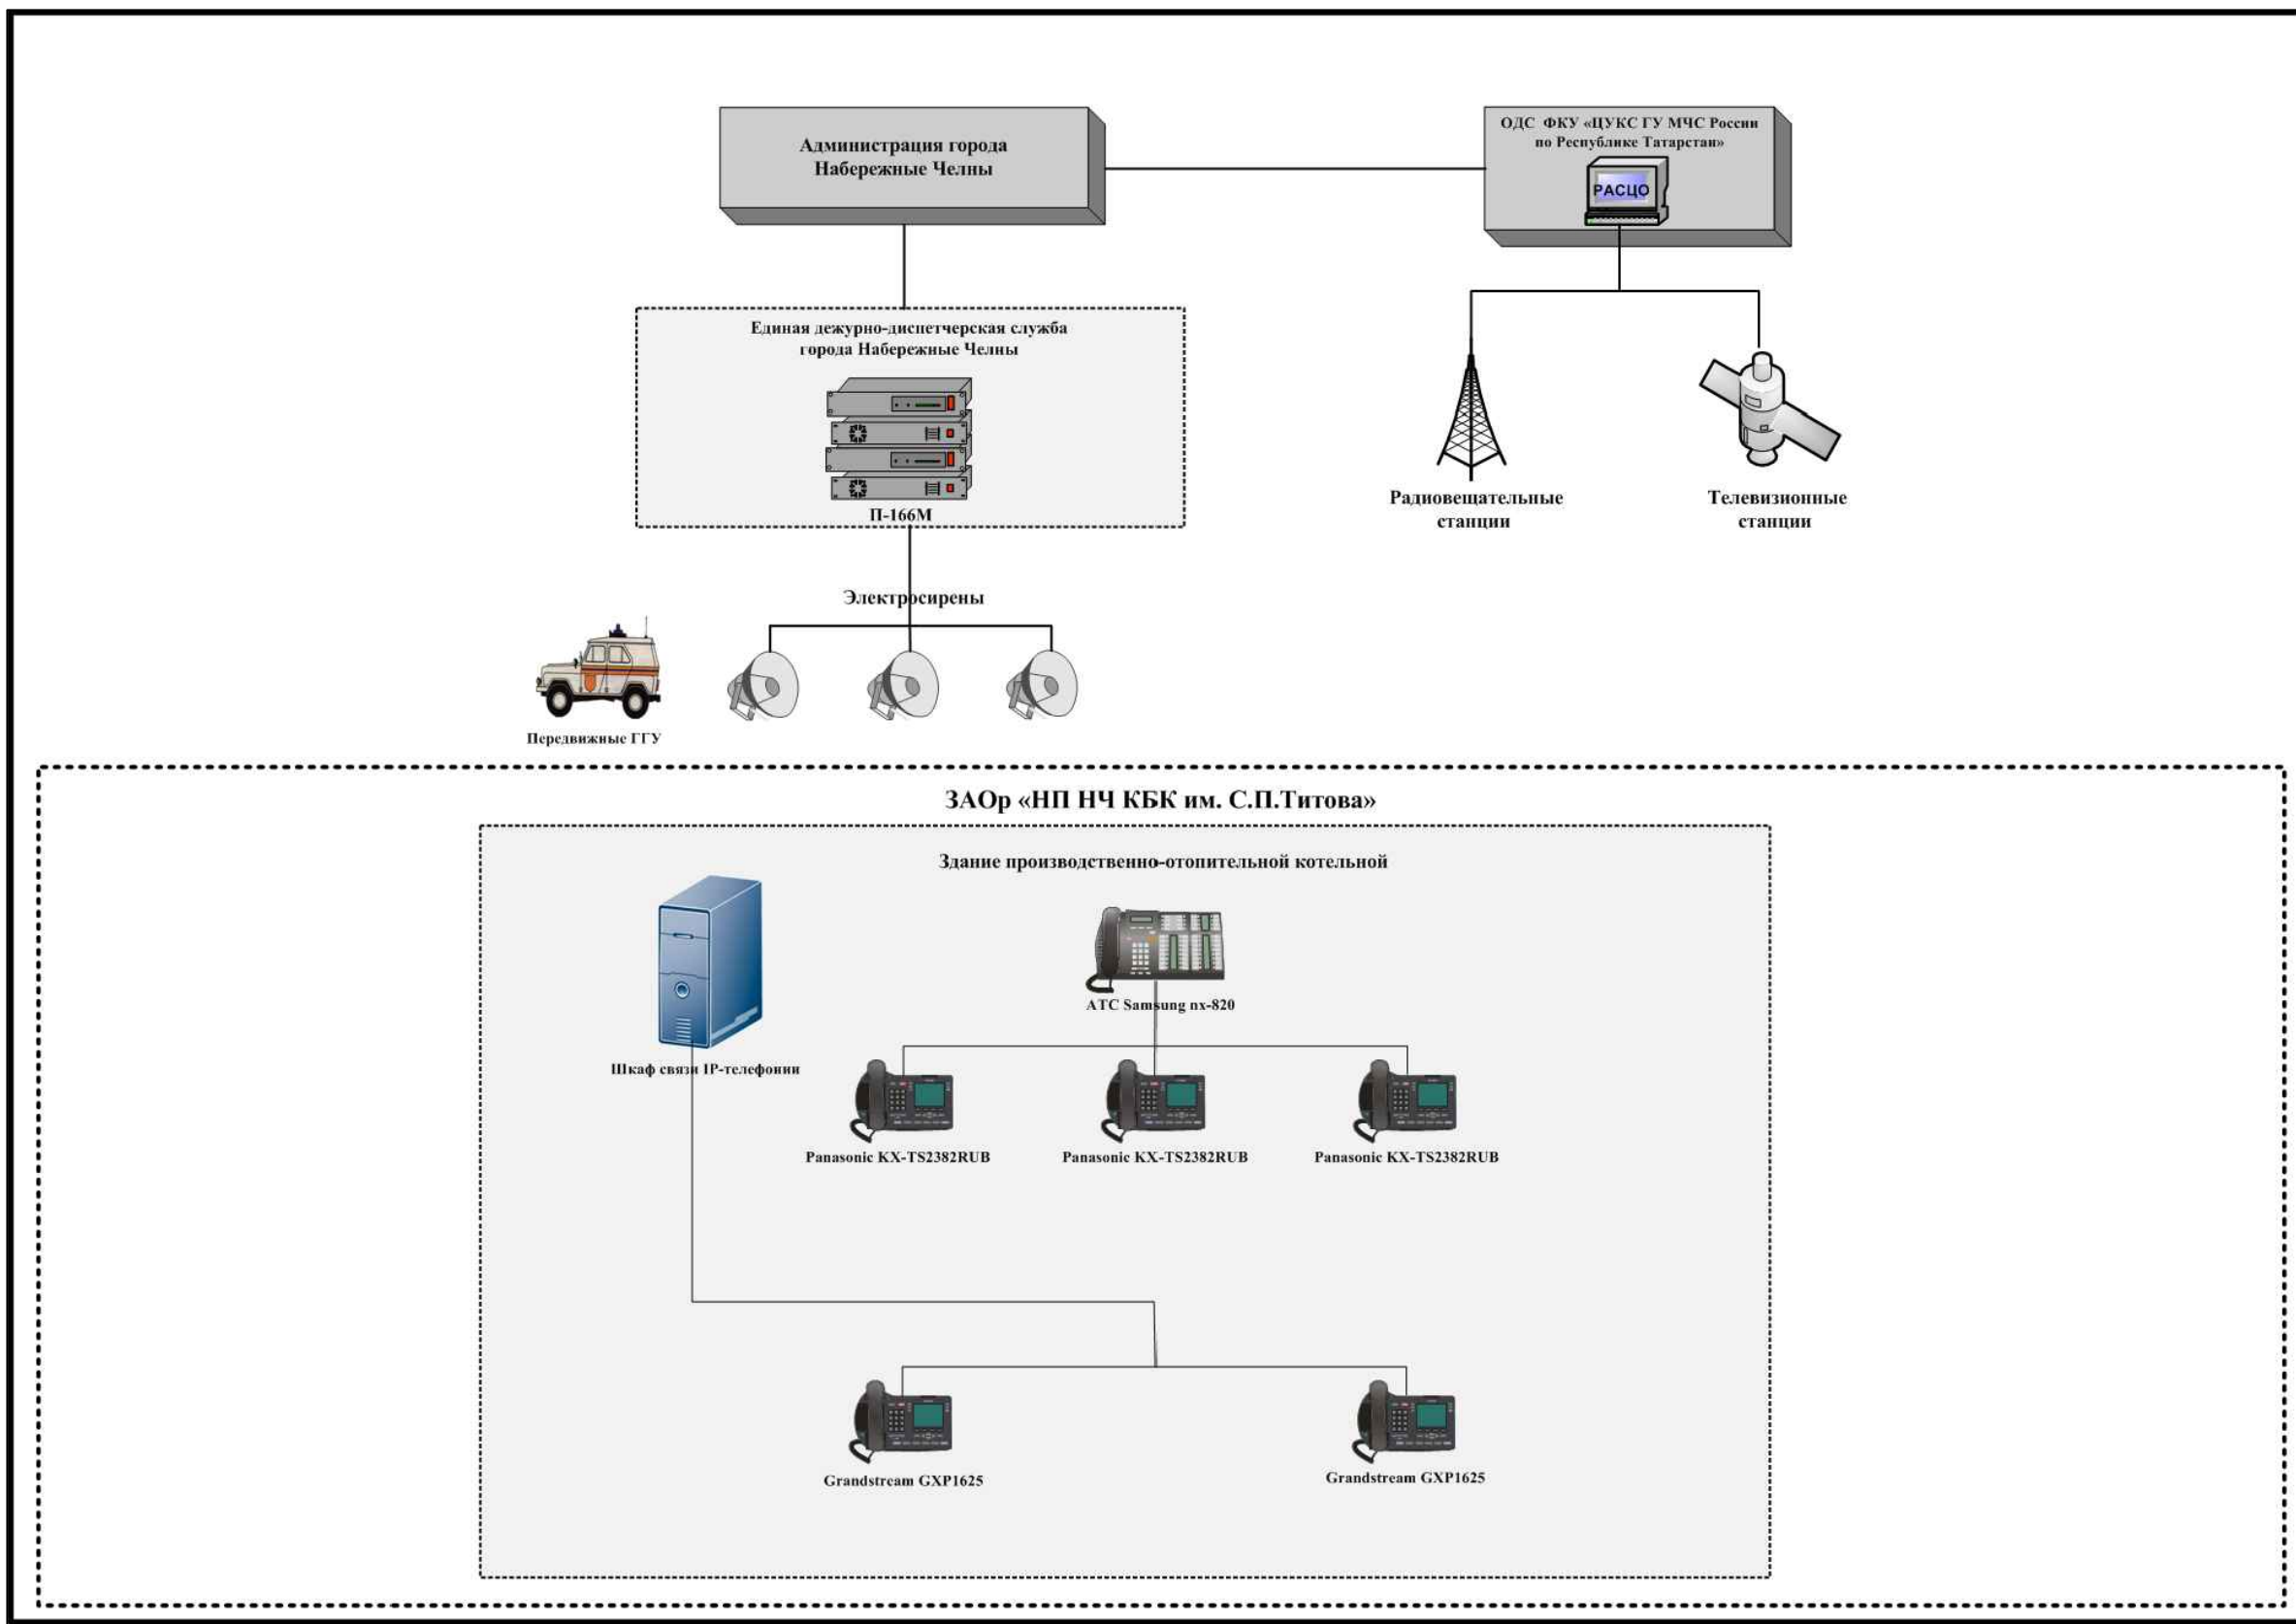 Администрация города
Набережные Челны
ОДС ФКУ «ЦУКС ГУ МЧС России
по Республике Татарстан»
РАСЦО
Единая дежурно-диспетчерская служба
города Набережные Челны
П-166М
Радиовещательные
станции
Телевизионные
станции
Электросирены
Передвижные ГГУ
ЗАОр «НП НЧ КБК им. С.П.Титова»
Здание производственно-отопительной котельной
АТС Samsung nx-820
Шкаф связи IP-телефонии
Panasonic KX-TS2382RUB
Panasonic KX-TS2382RUB
Panasonic KX-TS2382RUB
Grandstream GXP1625
Grandstream GXP1625